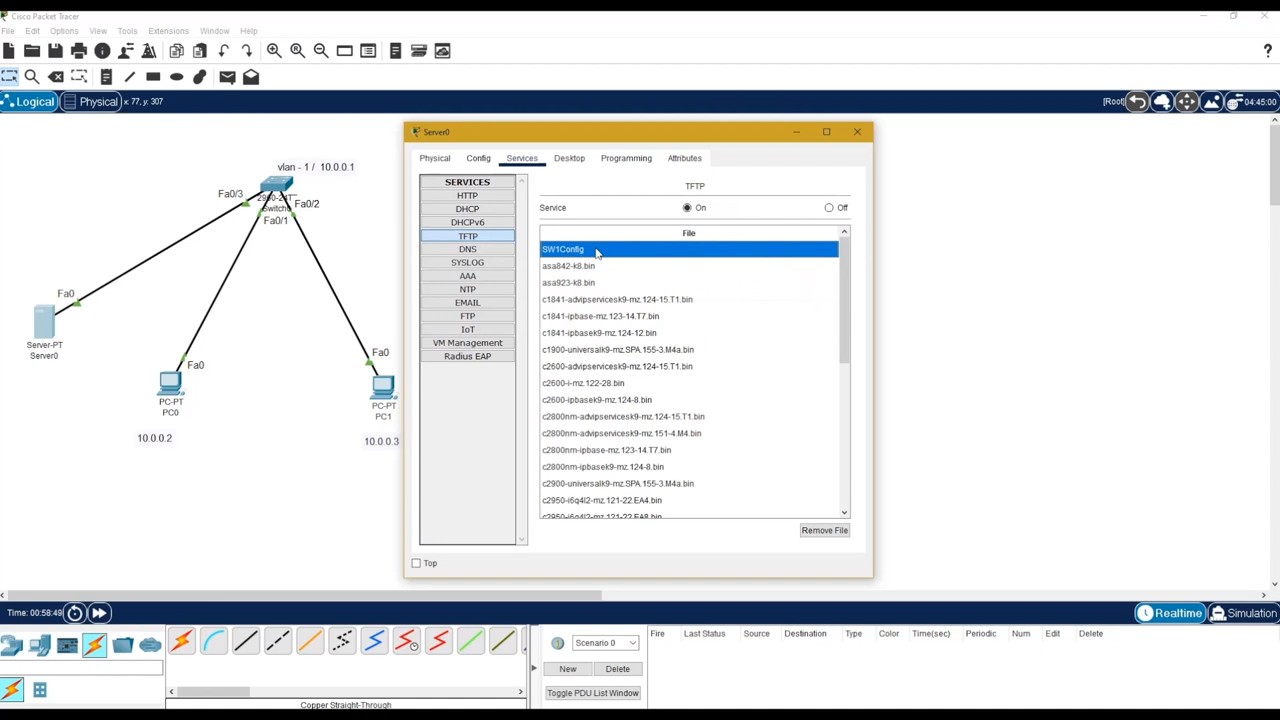 Cisco Packet Tracer
File Edit Options View Tools Extensions Window Help
?
Logical Physical x: 77, y: 307 [Root] 04:45:00
vlan - 1 / 10.0.0.1
Fa0/3
Fa0/2
Fa0/1
Fa0
Server-PT
Server0
Fa0
PC-PT
PC0
10.0.0.2
Fa0
PC-PT
PC1
10.0.0.3
Server0
Physical Config Services Desktop Programming Attributes
SERVICES
HTTP
DHCP
DHCPv6
TFTP
DNS
SYSLOG
AAA
NTP
EMAIL
FTP
IoT
VM Management
Radius EAP
TFTP
Service On Off
File
SW1Config
asa842-k8.bin
asa923-k8.bin
c1841-advipservicesk9-mz.124-15.T1.bin
c1841-ipbase-mz.123-14.T7.bin
c1841-ipbasek9-mz.124-12.bin
c1900-universalk9-mz.SPA.155-3.M4a.bin
c2600-advipservicesk9-mz.124-15.T1.bin
c2600-i-mz.122-28.bin
c2600-ipbasek9-mz.124-8.bin
c2800nm-advipservicesk9-mz.124-15.T1.bin
c2800nm-advipservicesk9-mz.151-4.M4.bin
c2800nm-ipbase-mz.123-14.T7.bin
c2800nm-ipbasek9-mz.124-8.bin
c2900-universalk9-mz.SPA.155-3.M4a.bin
c2950-i6q4l2-mz.121-22.EA4.bin
c2950-i6q4l2-mz.121-22.EA8.bin
Remove File
Top
Time: 00:58:49 Realtime Simulation
Scenario 0
New Delete
Toggle PDU List Window
Fire Last Status Source Destination Type Color Time(sec) Periodic Num Edit Delete
Copper Straight-Through